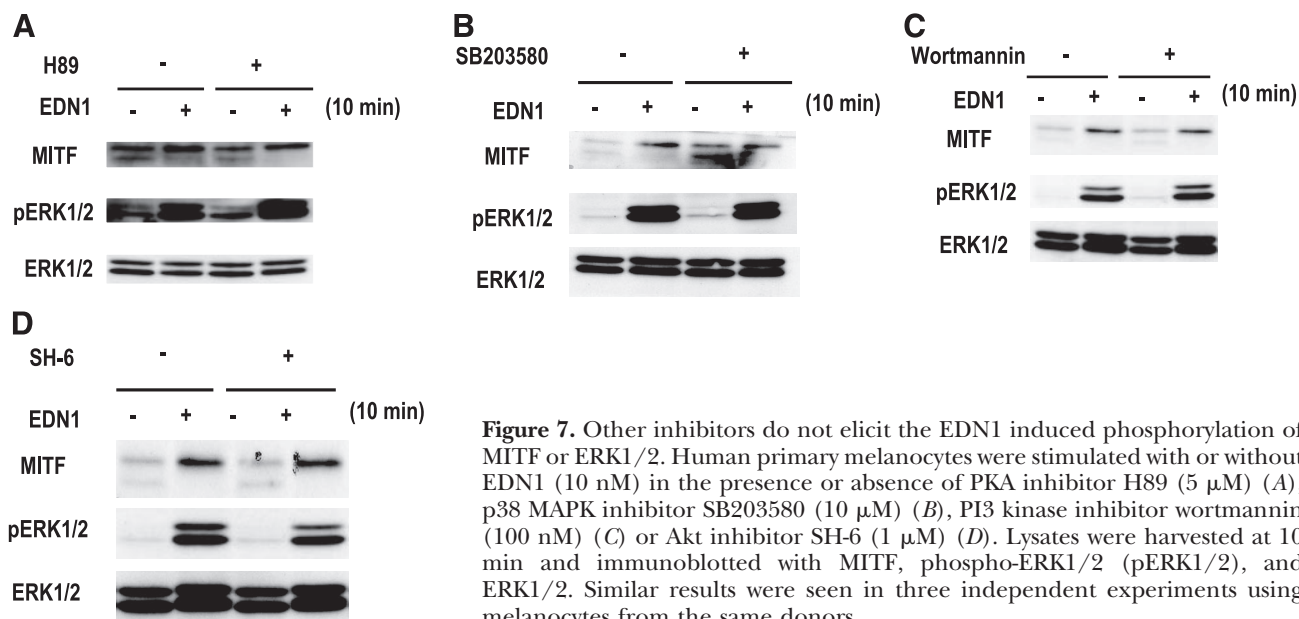 A
H89 - +
EDN1 - + - + (10 min)
MITF
pERK1/2
ERK1/2
B
SB203580 - +
EDN1 - + - + (10 min)
MITF
pERK1/2
ERK1/2
C
Wortmannin - +
EDN1 - + - + (10 min)
MITF
pERK1/2
ERK1/2
D
SH-6 - +
EDN1 - + - + (10 min)
MITF
pERK1/2
ERK1/2
Figure 7. Other inhibitors do not elicit the EDN1 induced phosphorylation of
MITF or ERK1/2. Human primary melanocytes were stimulated with or without
EDN1 (10 nM) in the presence or absence of PKA inhibitor H89 (5 μM) (A)
p38 MAPK inhibitor SB203580 (10 μM) (B), PI3 kinase inhibitor wortmannin
(100 nM) (C) or Akt inhibitor SH-6 (1 μM) (D). Lysates were harvested at 10
min and immunoblotted with MITF, phospho-ERK1/2 (pERK1/2), and
ERK1/2. Similar results were seen in three independent experiments using
melanocytes from the same donors